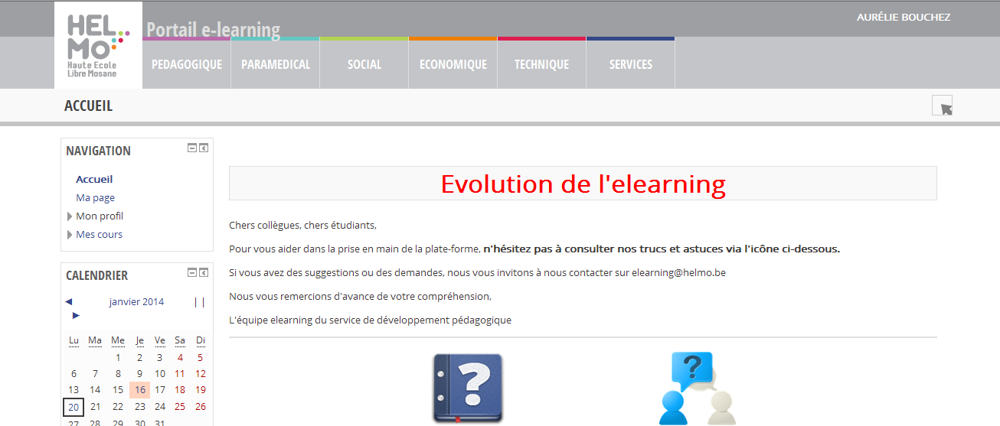 HEL
MO
Haute Ecole
Libre Mosane
Portail e-learning
AURÉLIE BOUCHEZ
PEDAGOGIQUE PARAMEDICAL SOCIAL ECONOMIQUE TECHNIQUE SERVICES
ACCUEIL
NAVIGATION
Accueil
Ma page
Mon profil
Mes cours
CALENDRIER
janvier 2014
Lu Ma Me Je Ve Sa Di
1 2 3 4 5
6 7 8 9 10 11 12
13 14 15 16 17 18 19
20 21 22 23 24 25 26
27 28 29 30 31
Evolution de l'elearning
Chers collègues, chers étudiants,
Pour vous aider dans la prise en main de la plate-forme, n'hésitez pas à consulter nos trucs et astuces via l'icône ci-dessous.
Si vous avez des suggestions ou des demandes, nous vous invitons à nous contacter sur elearning@helmo.be
Nous vous remercions d'avance de votre compréhension,
L'équipe elearning du service de développement pédagogique
?
?